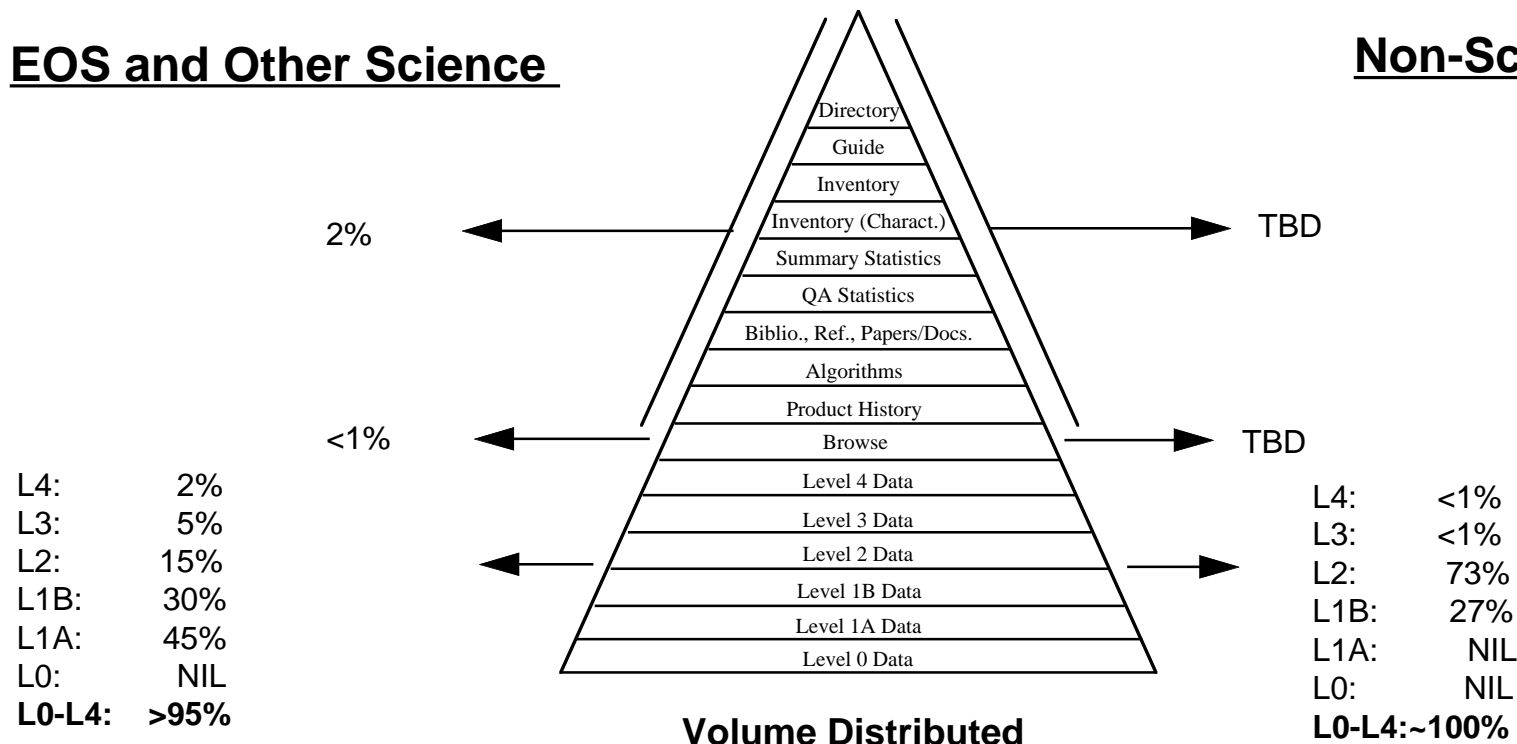 EOS and Other Science
Non-Sc
Directory
Guide
Inventory
Inventory (Charact.)
Summary Statistics
QA Statistics
Biblio., Ref., Papers/Docs.
Algorithms
Product History
Browse
Level 4 Data
Level 3 Data
Level 2 Data
Level 1B Data
Level 1A Data
Level 0 Data
2%
<1%
L4: 2%
L3: 5%
L2: 15%
L1B: 30%
L1A: 45%
L0: NIL
L0-L4: >95%
TBD
TBD
L4: <1%
L3: <1%
L2: 73%
L1B: 27%
L1A: NIL
L0: NIL
L0-L4:~100%
Volume Distributed